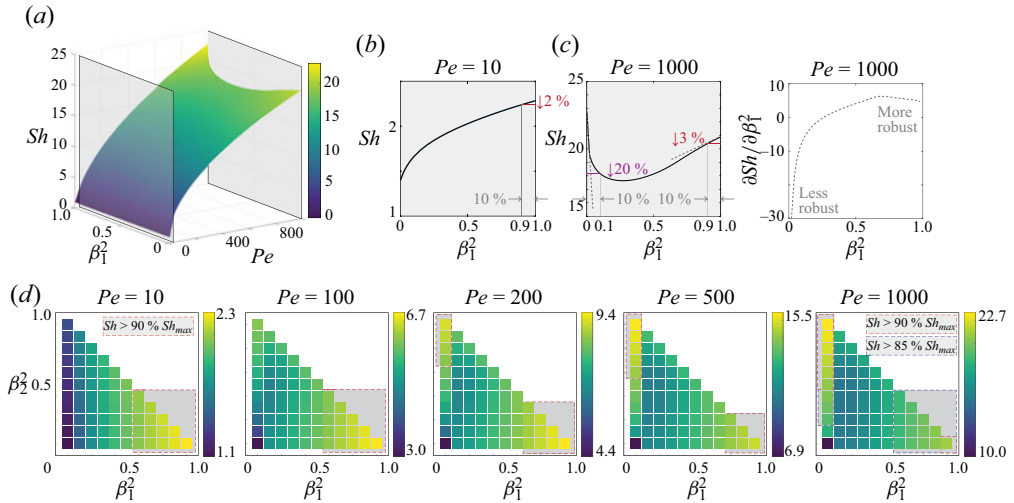 (a)
25
20
15
10
5
0
Sh
1.0
0.5
0
β₁²
0
400
800
Pe
20
15
10
5
0
(b)
Pe = 10
Sh
2
1
↓2 %
10 %
0
0.5
0.9
1.0
β₁²
(c)
Pe = 1000
Sh
25
23
20
19
15
↓20 %
↓3 %
10 %
10 %
0
0.1
0.5
0.9
1.0
β₁²
Pe = 1000
∂Sh / ∂β₁²
10
0
−10
−30
More
robust
Less
robust
0
0.5
1.0
β₁²
(d)
Pe = 10
Sh > 90 % Sh_max
1.0
0.5
0
β₂²
0.5
1.0
β₁²
2.3
1.1
Pe = 100
0.5
1.0
β₁²
6.7
3.0
Pe = 200
0.5
1.0
β₁²
9.4
4.4
Pe = 500
0.5
1.0
β₁²
15.5
6.9
Pe = 1000
Sh > 90 % Sh_max
Sh > 85 % Sh_max
0.5
1.0
β₁²
22.7
10.0